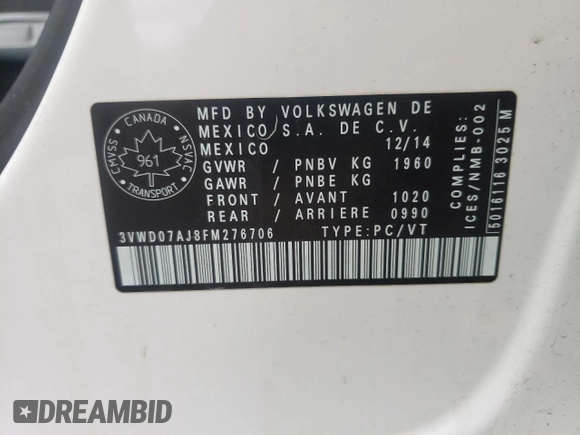 CANADA
CMVSS
NSVAC
961
TRANSPORT
MFD BY VOLKSWAGEN DE
MEXICO S.A. DE C.V.
MEXICO 12/14
GVWR / PNBV KG 1960
GAWR / PNBE KG
FRONT / AVANT 1020
REAR / ARRIERE 0990
3VWD07AJ8FM276706 TYPE:PC/VT
COMPLIES:
ICES/NMB-002
5016116 3025 M
DREAMBID